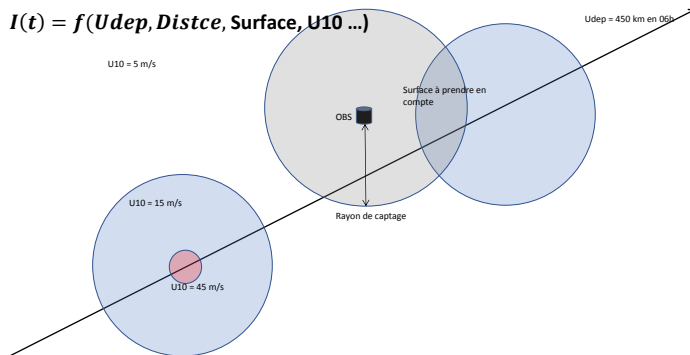 I(t) = f(Udep, Distce, Surface, U10 ...)
Udep = 450 km en 06h
U10 = 5 m/s
Surface à prendre en
compte
OBS
Rayon de captage
U10 = 15 m/s
U10 = 45 m/s